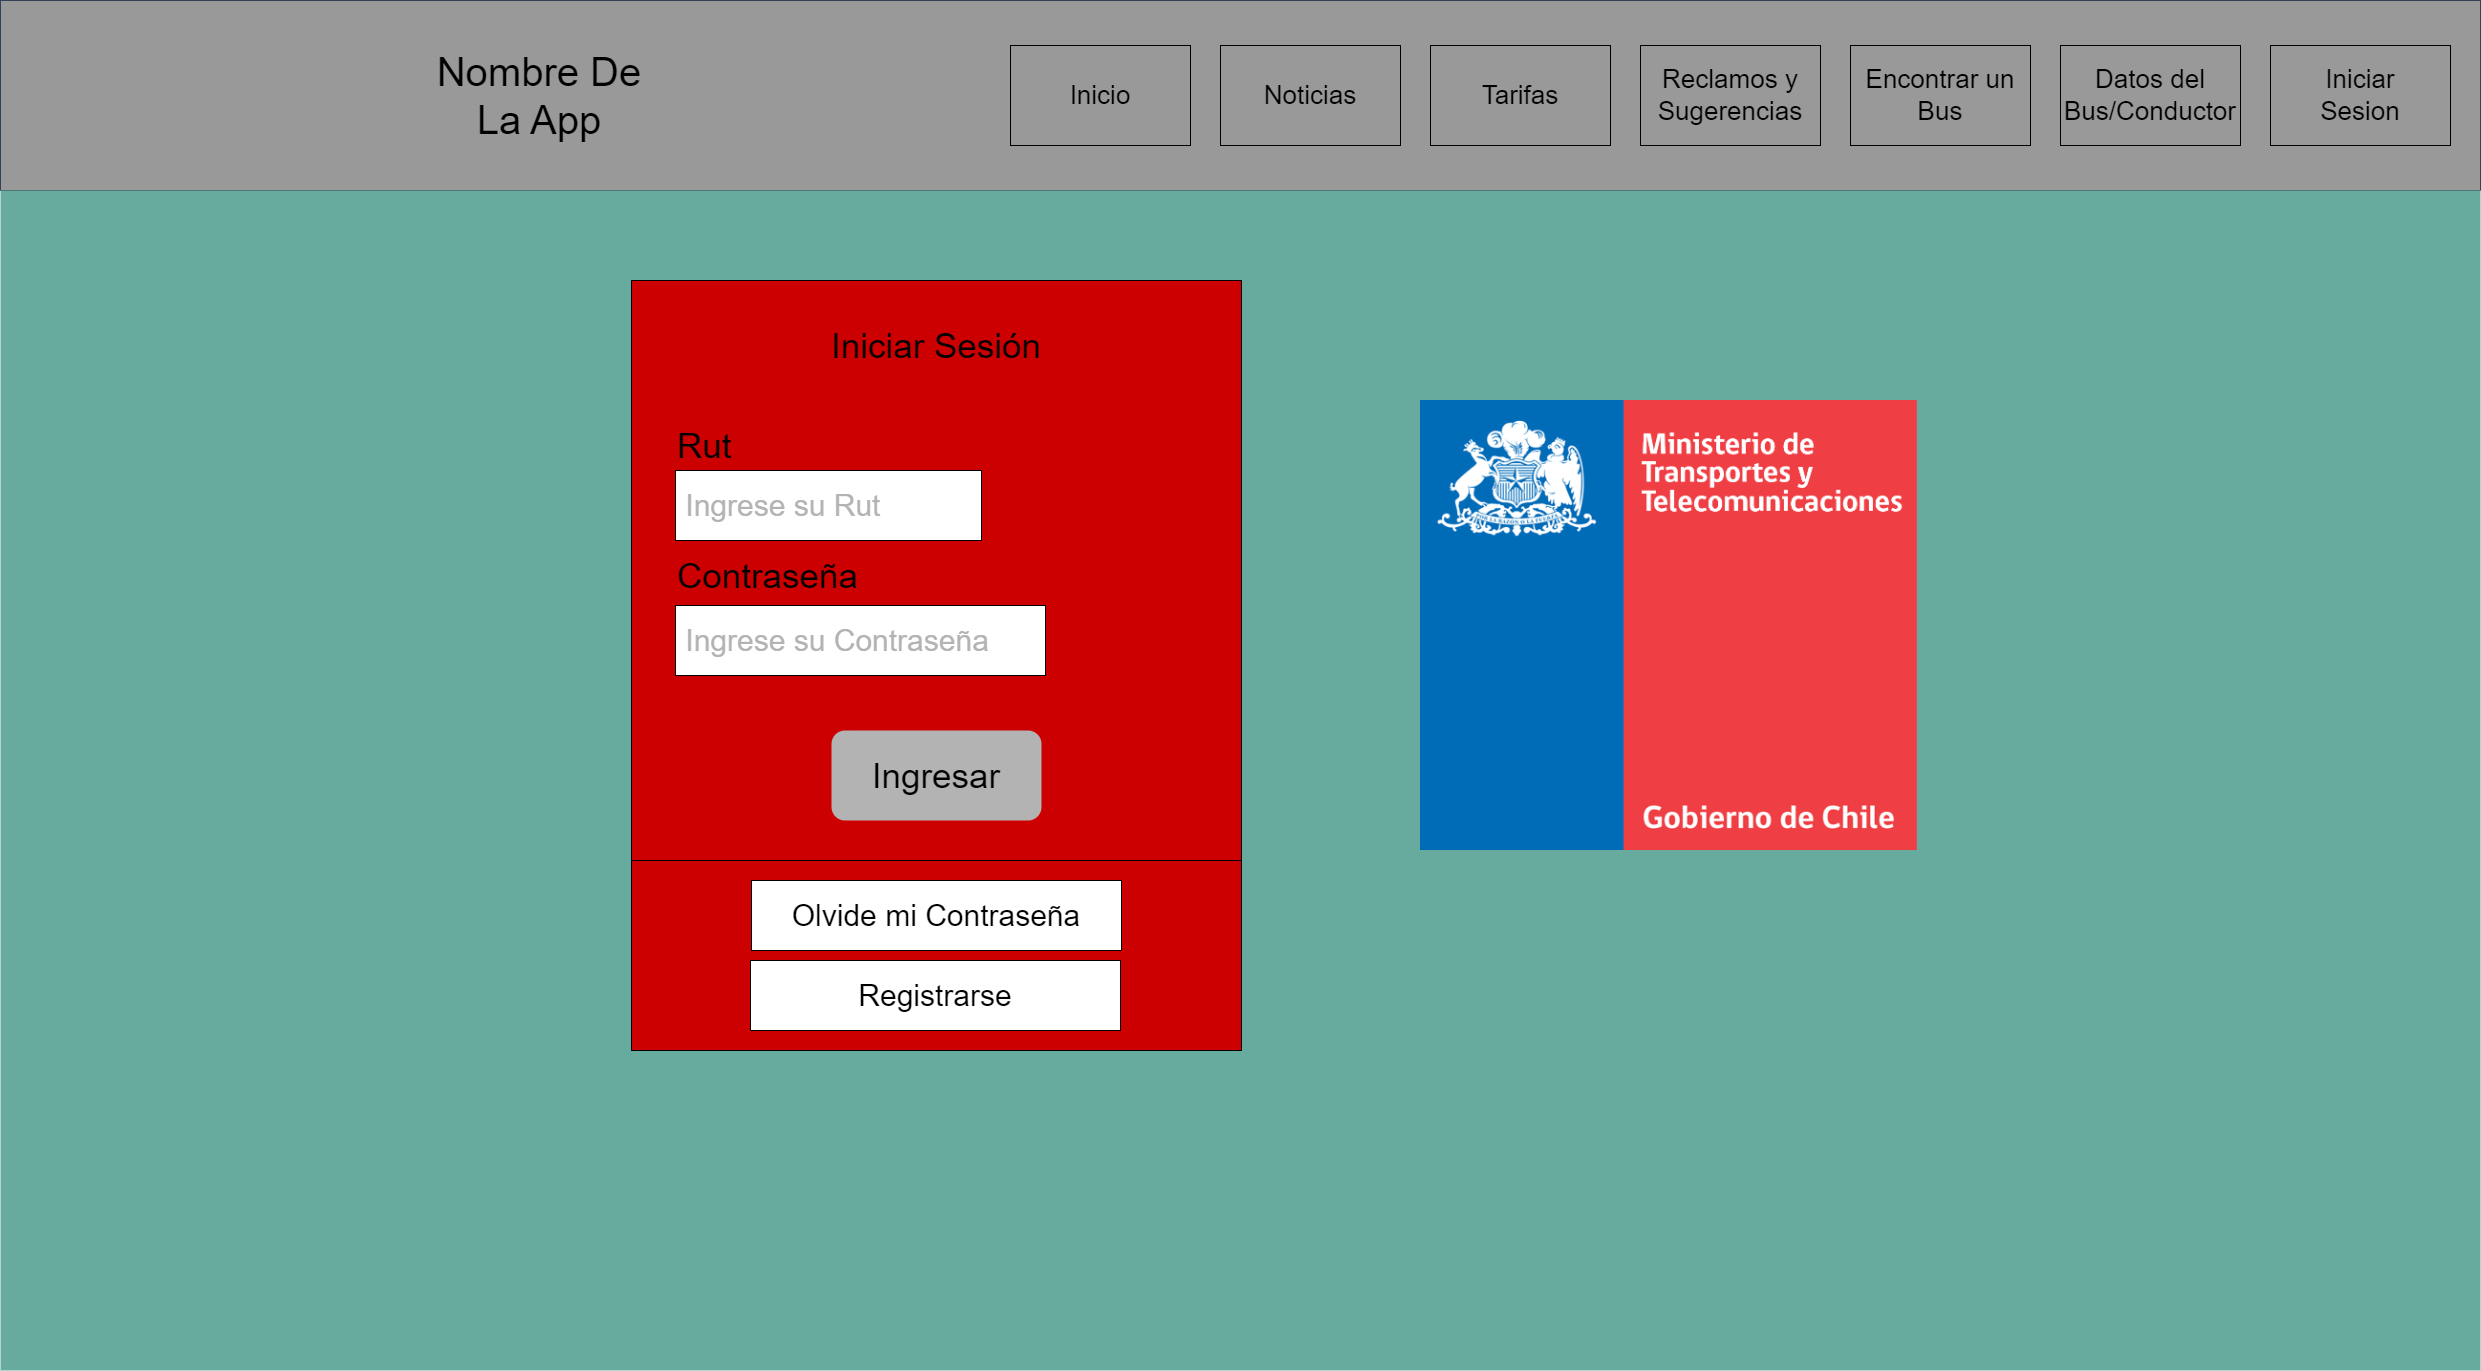 Nombre De
La App
Inicio
Noticias
Tarifas
Reclamos y
Sugerencias
Encontrar un
Bus
Datos del
Bus/Conductor
Iniciar
Sesion
Iniciar Sesión
Rut
Ingrese su Rut
Contraseña
Ingrese su Contraseña
Ingresar
Olvide mi Contraseña
Registrarse
Ministerio de
Transportes y
Telecomunicaciones
Gobierno de Chile